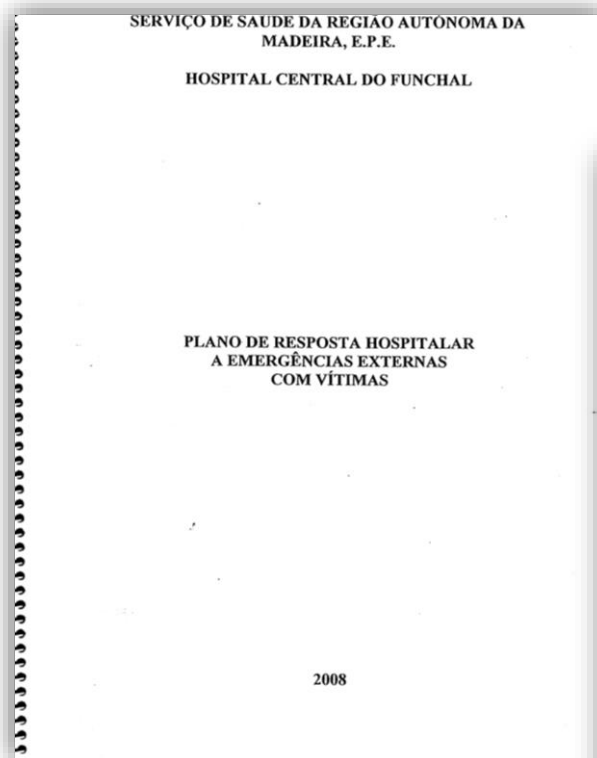 SERVIÇO DE SAUDE DA REGIÃO AUTÓNOMA DA
MADEIRA, E.P.E.
HOSPITAL CENTRAL DO FUNCHAL
PLANO DE RESPOSTA HOSPITALAR
A EMERGÊNCIAS EXTERNAS
COM VÍTIMAS
2008